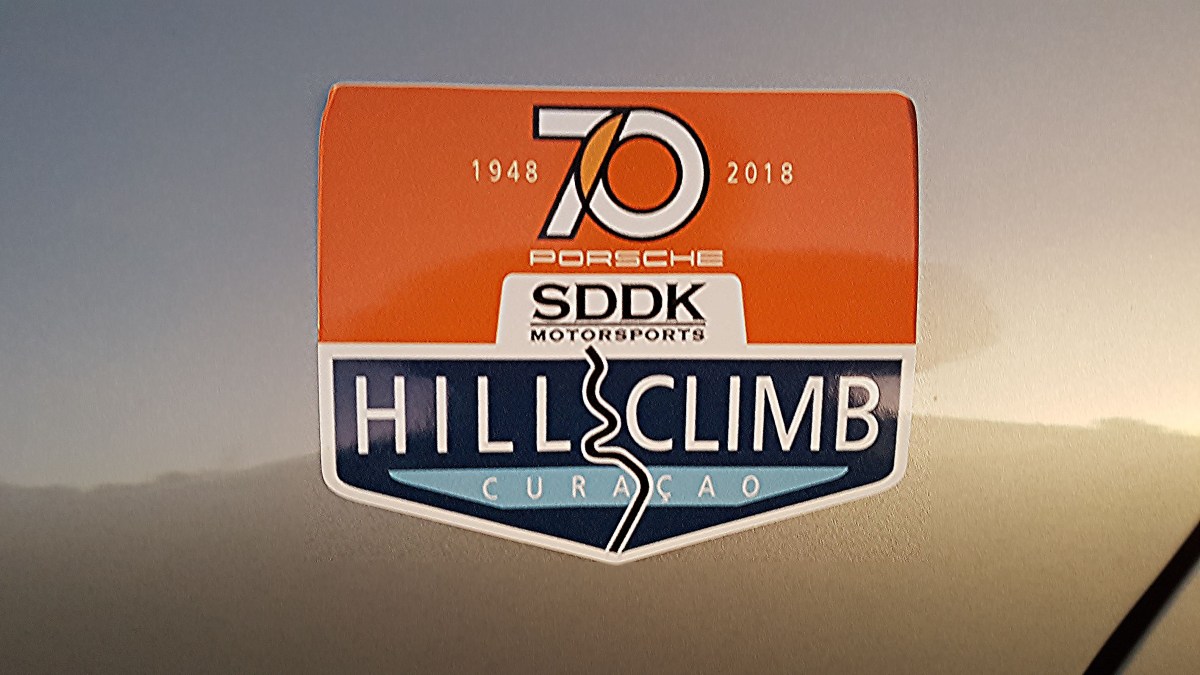 1948 70 2018
PORSCHE
SDDK
MOTORSPORTS
HILL CLIMB
CURAÇAO